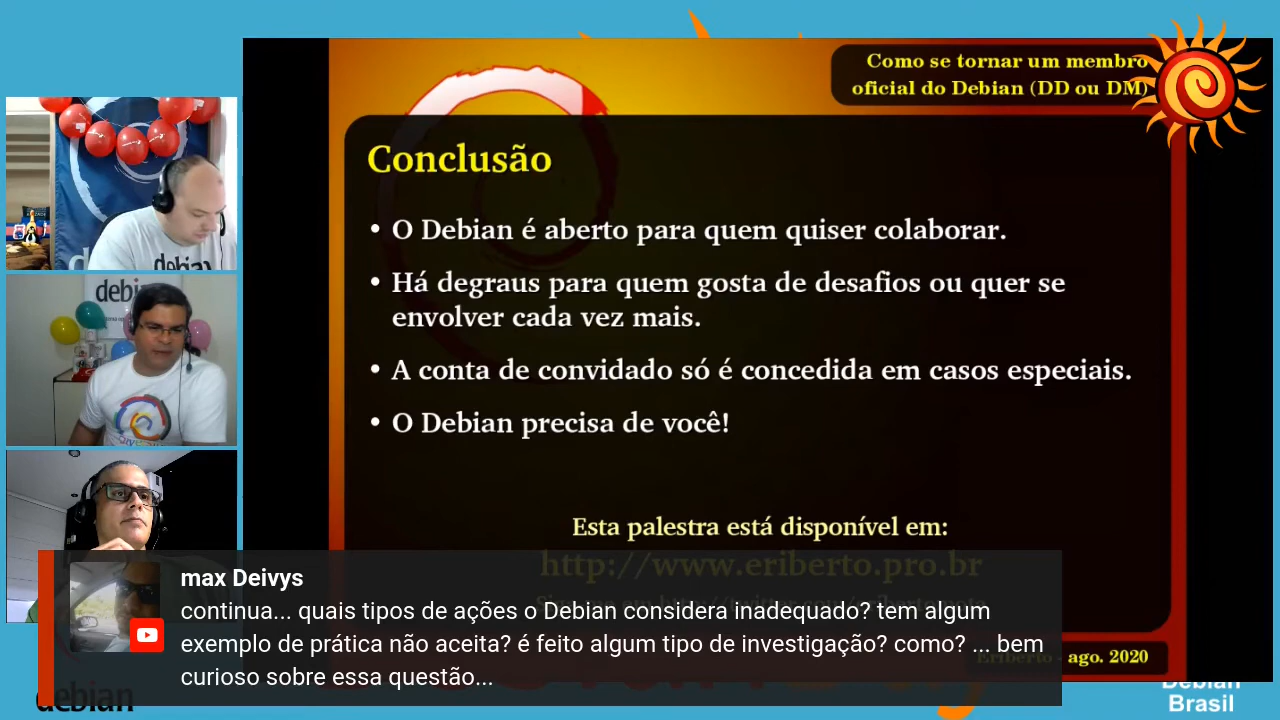 Como se tornar um membro
oficial do Debian (DD ou DM)
Conclusão
• O Debian é aberto para quem quiser colaborar.
• Há degraus para quem gosta de desafios ou quer se
envolver cada vez mais.
• A conta de convidado só é concedida em casos especiais.
• O Debian precisa de você!
Esta palestra está disponível em:
http://www.eriberto.pro.br
Eriberto - ago. 2020
max Deivys
continua... quais tipos de ações o Debian considera inadequado? tem algum
exemplo de prática não aceita? é feito algum tipo de investigação? como? ... bem
curioso sobre essa questão...
debian
Debian
Brasil